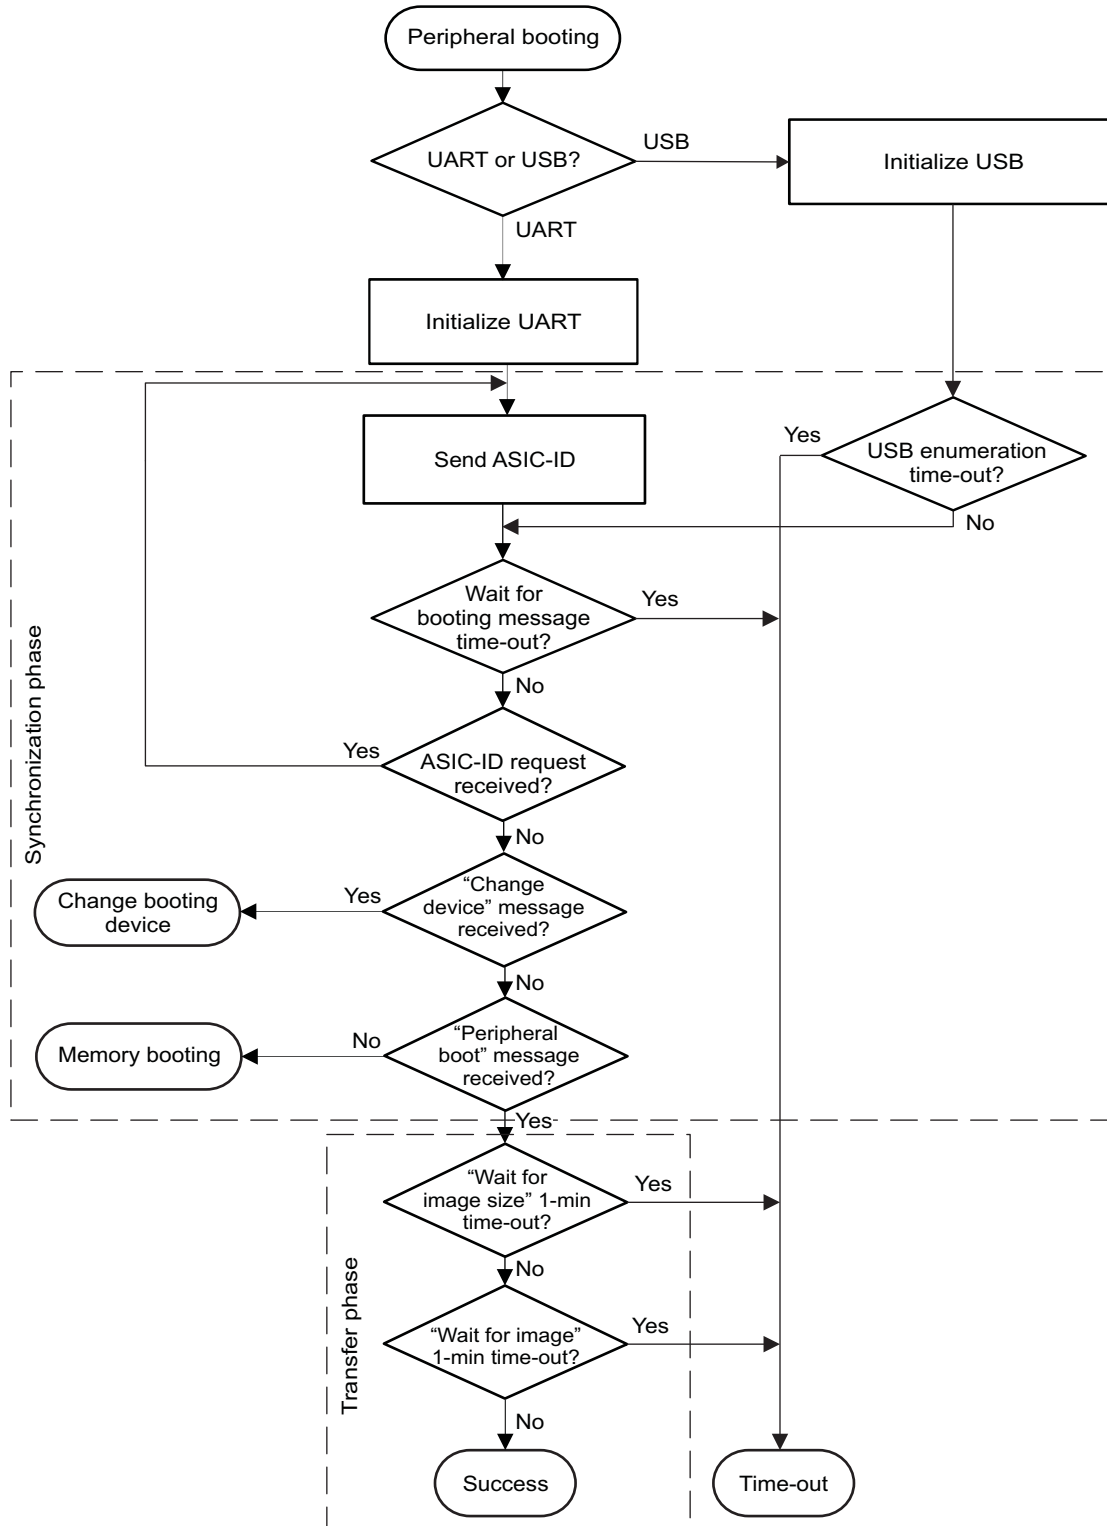 Peripheral booting
UART or USB?
USB
Initialize USB
UART
Initialize UART
Send ASIC-ID
Yes
USB enumeration
time-out?
No
Wait for
booting message
time-out?
Yes
No
Synchronization phase
Yes
ASIC-ID request
received?
No
Change booting
device
Yes
“Change
device” message
received?
No
Memory booting
No
“Peripheral
boot” message
received?
Yes
“Wait for
image size” 1-min
time-out?
Yes
No
Transfer phase
“Wait for image”
1-min time-out?
Yes
No
Success
Time-out